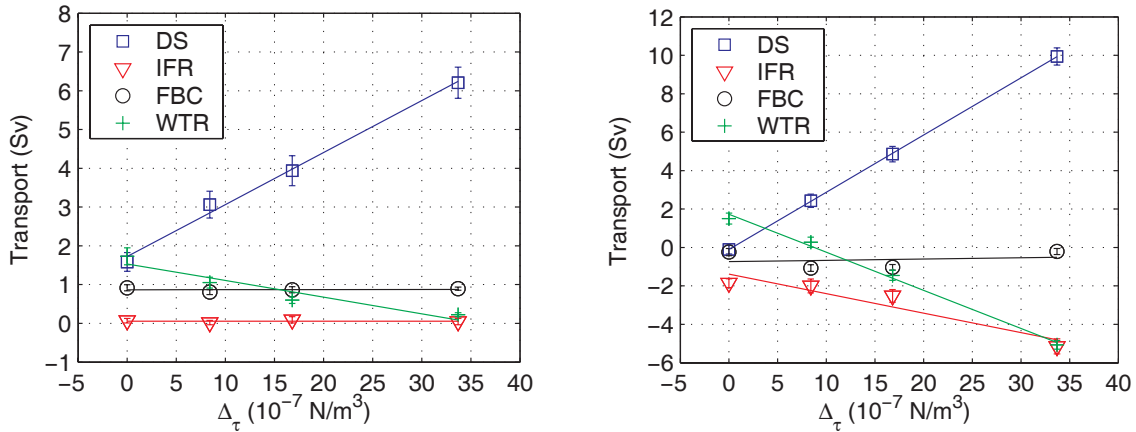 8
7
6
5
4
3
2
1
0
−1
Transport (Sv)
DS
IFR
FBC
WTR
−5 0 5 10 15 20 25 30 35 40
Δτ (10⁻⁷ N/m³)
12
10
8
6
4
2
0
−2
−4
−6
Transport (Sv)
DS
IFR
FBC
WTR
−5 0 5 10 15 20 25 30 35 40
Δτ (10⁻⁷ N/m³)